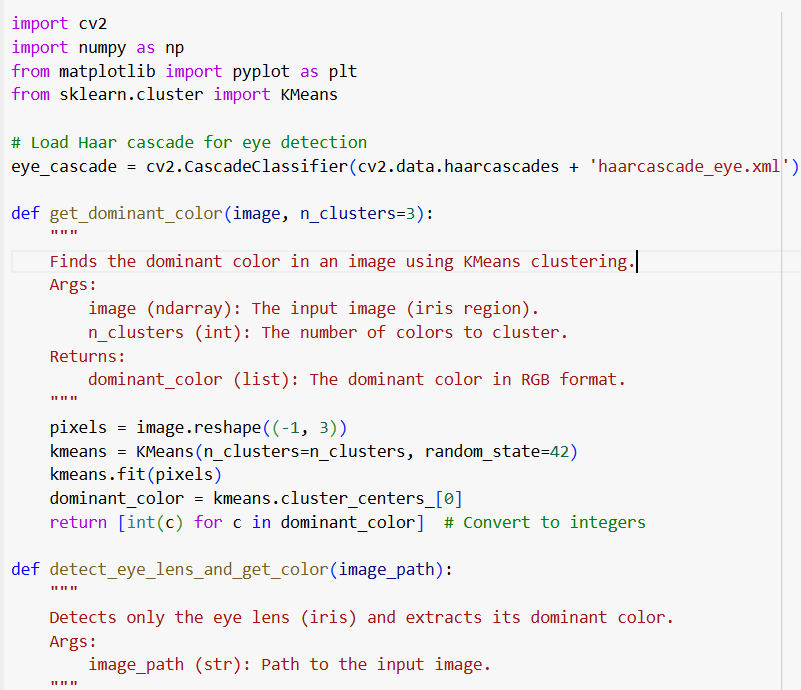 import cv2
import numpy as np
from matplotlib import pyplot as plt
from sklearn.cluster import KMeans
# Load Haar cascade for eye detection
eye_cascade = cv2.CascadeClassifier(cv2.data.haarcascades + 'haarcascade_eye.xml')
def get_dominant_color(image, n_clusters=3):
    """
    Finds the dominant color in an image using KMeans clustering.
    Args:
        image (ndarray): The input image (iris region).
        n_clusters (int): The number of colors to cluster.
    Returns:
        dominant_color (list): The dominant color in RGB format.
    """
    pixels = image.reshape((-1, 3))
    kmeans = KMeans(n_clusters=n_clusters, random_state=42)
    kmeans.fit(pixels)
    dominant_color = kmeans.cluster_centers_[0]
    return [int(c) for c in dominant_color]  # Convert to integers
def detect_eye_lens_and_get_color(image_path):
    """
    Detects only the eye lens (iris) and extracts its dominant color.
    Args:
        image_path (str): Path to the input image.
    """